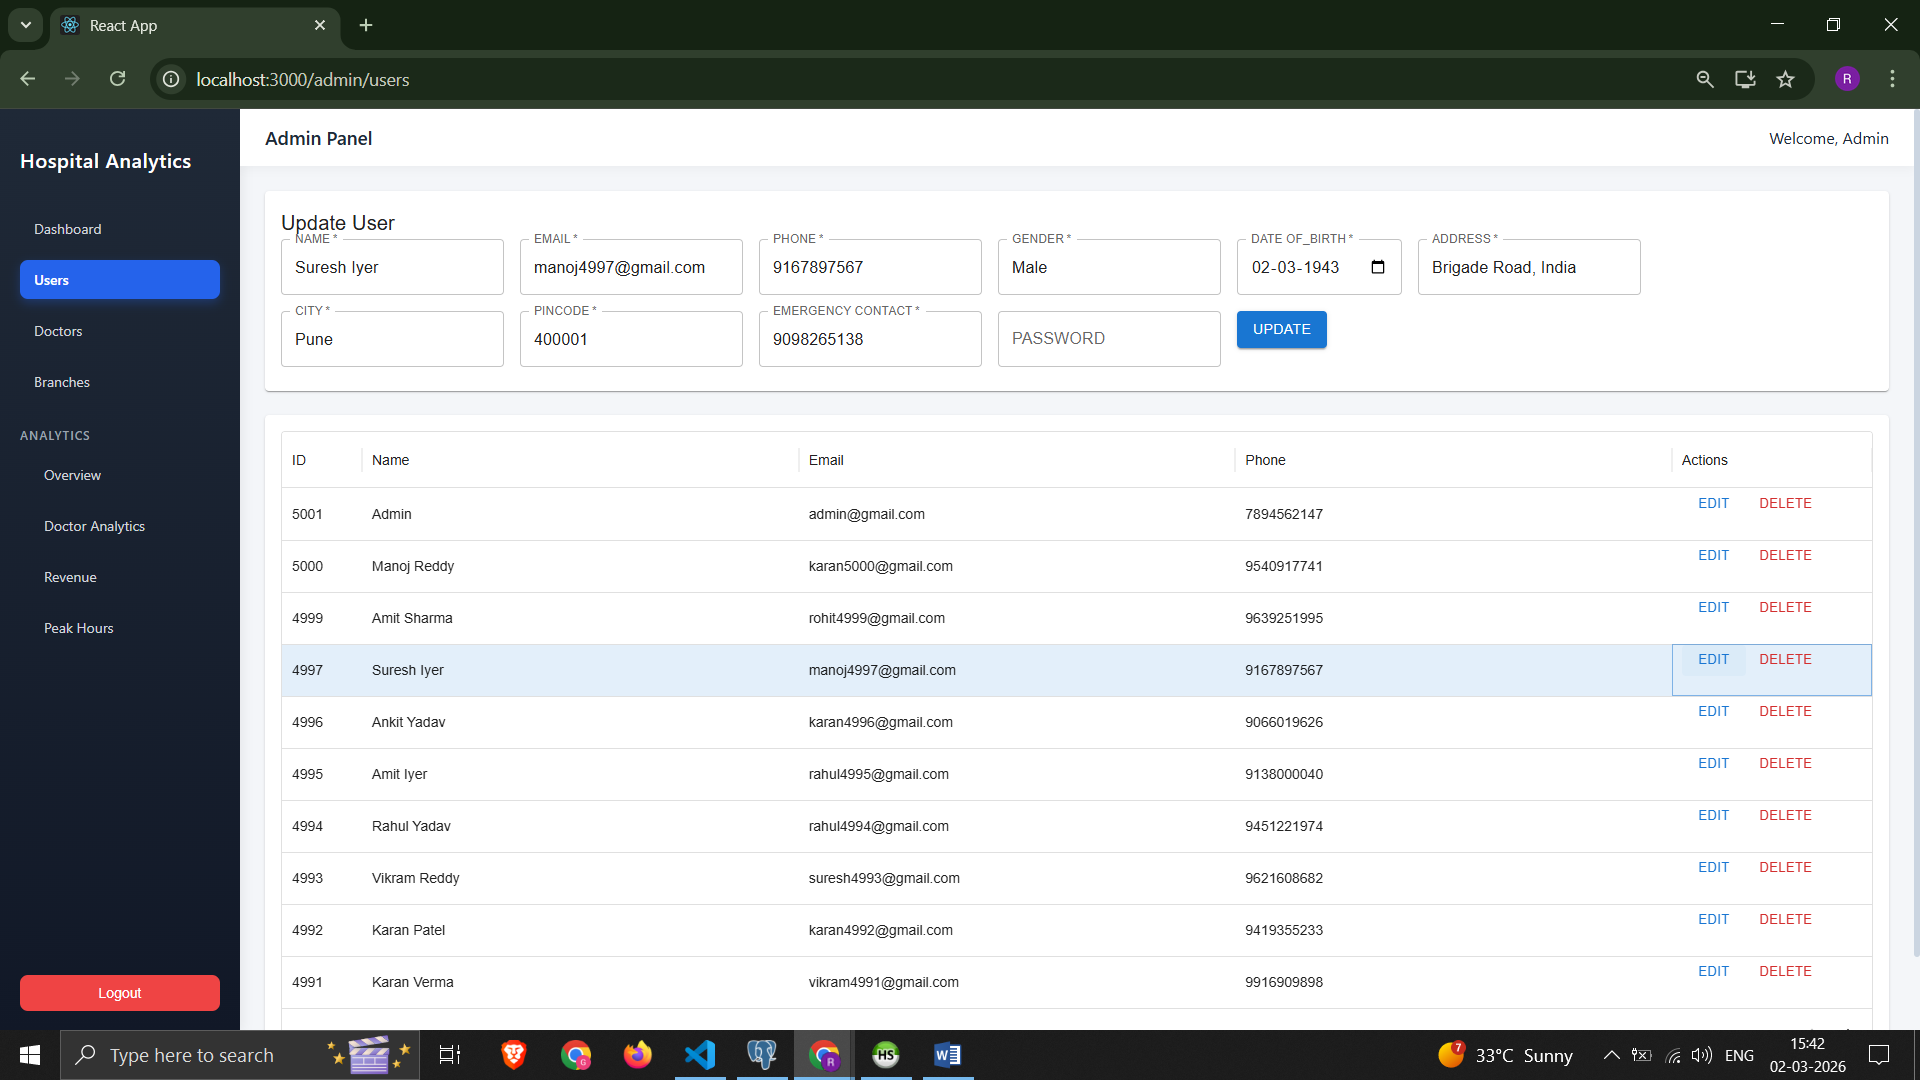 React App
localhost:3000/admin/users
R
Hospital Analytics
Dashboard
Users
Doctors
Branches
ANALYTICS
Overview
Doctor Analytics
Revenue
Peak Hours
Logout
Admin Panel
Welcome, Admin
Update User
NAME *
Suresh Iyer
EMAIL *
manoj4997@gmail.com
PHONE *
9167897567
GENDER *
Male
DATE OF_BIRTH *
02-03-1943
ADDRESS *
Brigade Road, India
CITY *
Pune
PINCODE *
400001
EMERGENCY CONTACT *
9098265138
PASSWORD
UPDATE
ID Name Email Phone Actions
5001 Admin admin@gmail.com 7894562147 EDIT DELETE
5000 Manoj Reddy karan5000@gmail.com 9540917741 EDIT DELETE
4999 Amit Sharma rohit4999@gmail.com 9639251995 EDIT DELETE
4997 Suresh Iyer manoj4997@gmail.com 9167897567 EDIT DELETE
4996 Ankit Yadav karan4996@gmail.com 9066019626 EDIT DELETE
4995 Amit Iyer rahul4995@gmail.com 9138000040 EDIT DELETE
4994 Rahul Yadav rahul4994@gmail.com 9451221974 EDIT DELETE
4993 Vikram Reddy suresh4993@gmail.com 9621608682 EDIT DELETE
4992 Karan Patel karan4992@gmail.com 9419355233 EDIT DELETE
4991 Karan Verma vikram4991@gmail.com 9916909898 EDIT DELETE
Type here to search
G
R
HS
W
7
33°C Sunny
ENG
15:42
02-03-2026